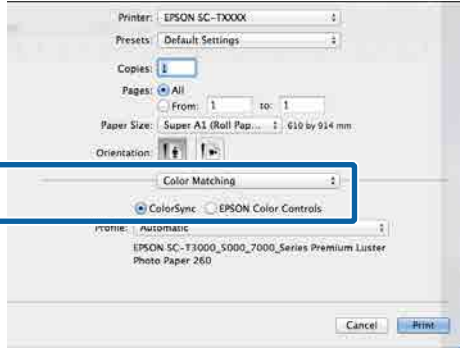 Printer: EPSON SC-TXXXX
Presets: Default Settings
Copies: 1
Pages: All
From: 1 to: 1
Paper Size: Super A1 (Roll Pap... 610 by 914 mm
Orientation:
Color Matching
ColorSync EPSON Color Controls
Profile: Automatic
EPSON SC-T3000_5000_7000_Series Premium Luster
Photo Paper 260
Cancel Print